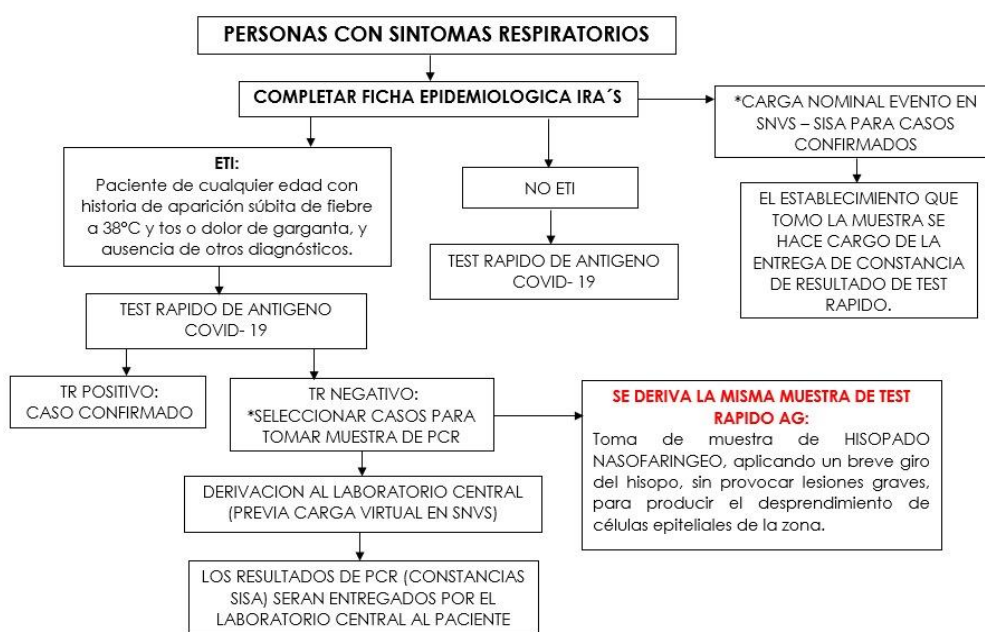 PERSONAS CON SINTOMAS RESPIRATORIOS
COMPLETAR FICHA EPIDEMIOLOGICA IRA´S
*CARGA NOMINAL EVENTO EN
SNVS – SISA PARA CASOS
CONFIRMADOS
ETI:
Paciente de cualquier edad con
historia de aparición súbita de fiebre
a 38°C y tos o dolor de garganta, y
ausencia de otros diagnósticos.
NO ETI
EL ESTABLECIMIENTO QUE
TOMO LA MUESTRA SE
HACE CARGO DE LA
ENTREGA DE CONSTANCIA
DE RESULTADO DE TEST
RAPIDO.
TEST RAPIDO DE ANTIGENO
COVID- 19
TEST RAPIDO DE ANTIGENO
COVID- 19
TR POSITIVO:
CASO CONFIRMADO
TR NEGATIVO:
*SELECCIONAR CASOS PARA
TOMAR MUESTRA DE PCR
SE DERIVA LA MISMA MUESTRA DE TEST
RAPIDO AG:
Toma de muestra de HISOPADO
NASOFARINGEO, aplicando un breve giro
del hisopo, sin provocar lesiones graves,
para producir el desprendimiento de
células epiteliales de la zona.
DERIVACION AL LABORATORIO CENTRAL
(PREVIA CARGA VIRTUAL EN SNVS)
LOS RESULTADOS DE PCR (CONSTANCIAS
SISA) SERAN ENTREGADOS POR EL
LABORATORIO CENTRAL AL PACIENTE